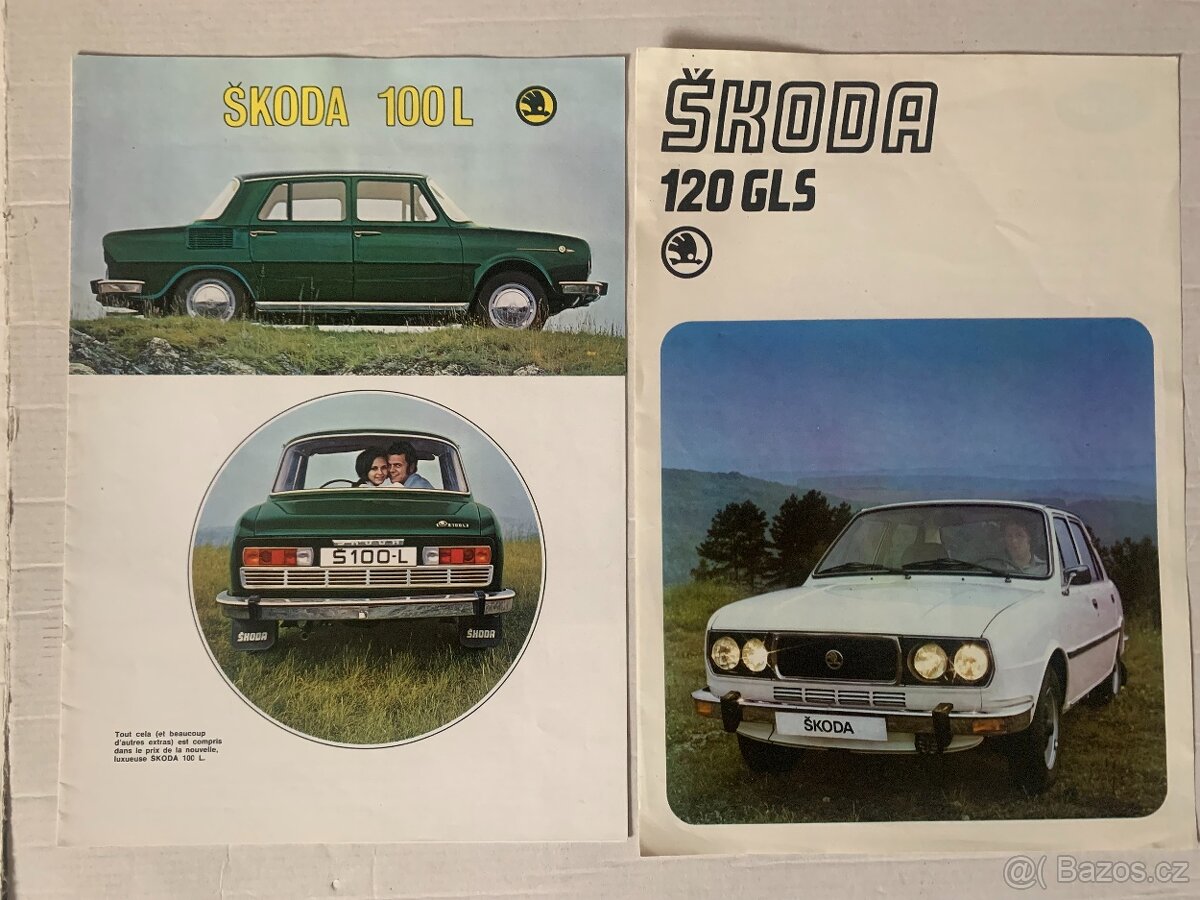 ŠKODA 100L
S100-L
ŠKODA ŠKODA
Tout cela (et beaucoup
d'autres extras) est compris
dans le prix de la nouvelle,
luxueuse ŠKODA 100 L.
ŠKODA
120 GLS
ŠKODA
@( Bazos.cz